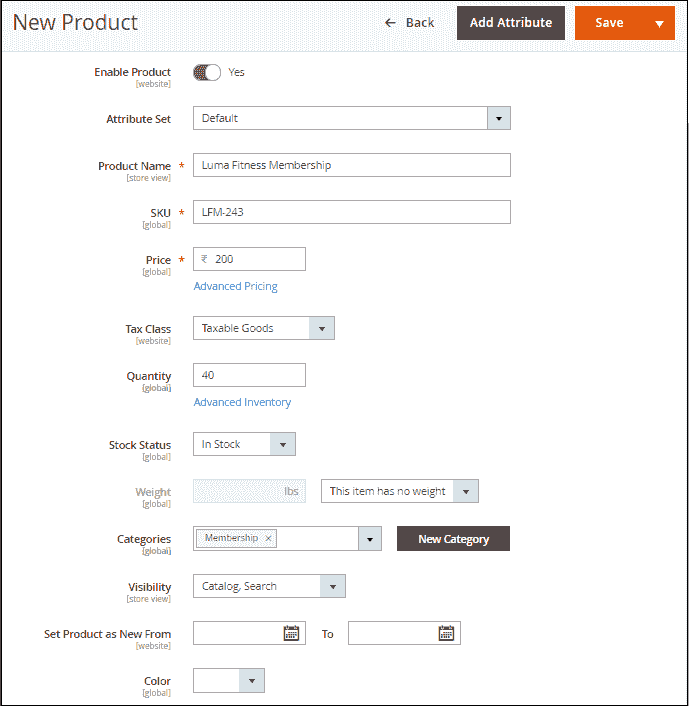 New Product
← Back
Add Attribute
Save
Enable Product
[website]
Yes
Attribute Set
Default
Product Name *
[store view]
Luma Fitness Membership
SKU *
[global]
LFM-243
Price *
[global]
₹ 200
Advanced Pricing
Tax Class
[website]
Taxable Goods
Quantity
[global]
40
Advanced Inventory
Stock Status
[global]
In Stock
Weight
[global]
lbs
This item has no weight
Categories
[global]
Membership ×
New Category
Visibility
[store view]
Catalog, Search
Set Product as New From
[website]
To
Color
[global]